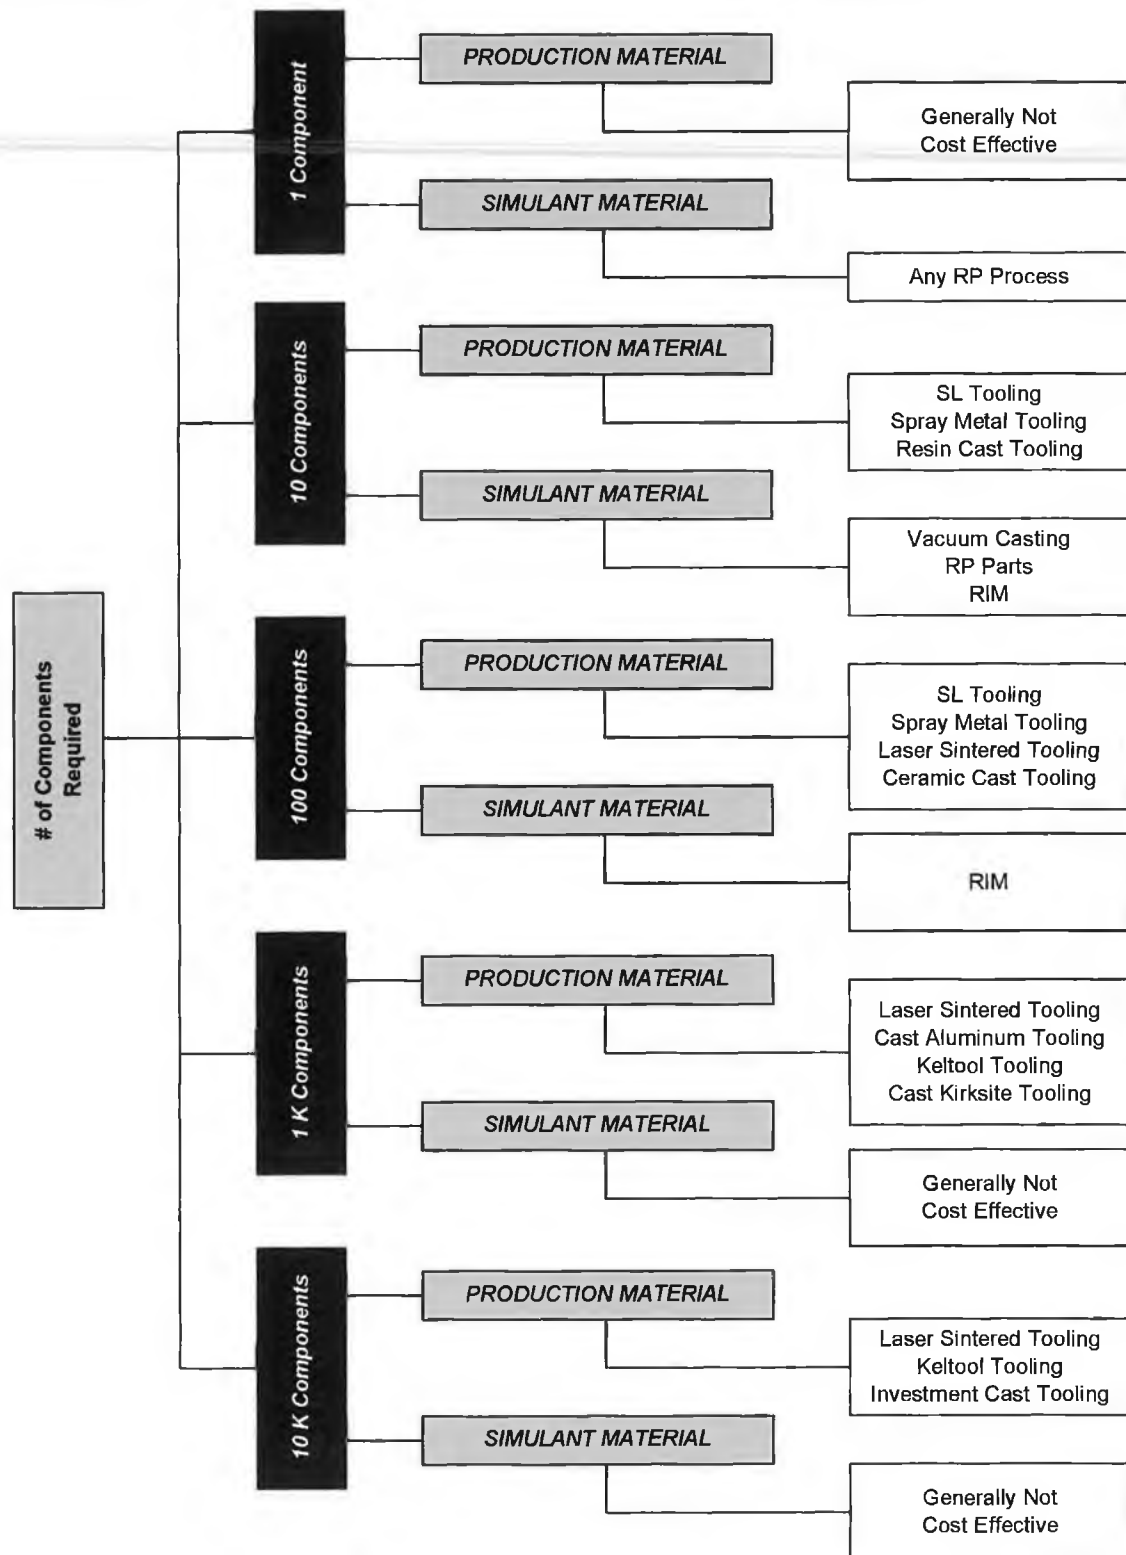 # of Components
Required
1 Component
PRODUCTION MATERIAL
Generally Not
Cost Effective
SIMULANT MATERIAL
Any RP Process
10 Components
PRODUCTION MATERIAL
SL Tooling
Spray Metal Tooling
Resin Cast Tooling
SIMULANT MATERIAL
Vacuum Casting
RP Parts
RIM
100 Components
PRODUCTION MATERIAL
SL Tooling
Spray Metal Tooling
Laser Sintered Tooling
Ceramic Cast Tooling
SIMULANT MATERIAL
RIM
1 K Components
PRODUCTION MATERIAL
Laser Sintered Tooling
Cast Aluminum Tooling
Keltool Tooling
Cast Kirksite Tooling
SIMULANT MATERIAL
Generally Not
Cost Effective
10 K Components
PRODUCTION MATERIAL
Laser Sintered Tooling
Keltool Tooling
Investment Cast Tooling
SIMULANT MATERIAL
Generally Not
Cost Effective